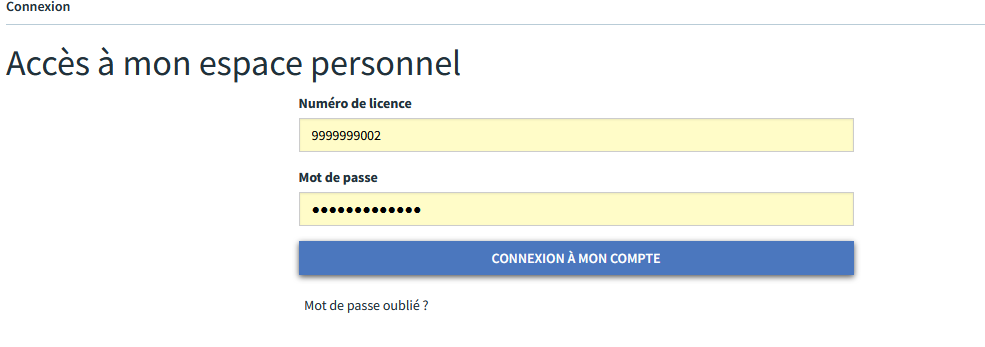 Connexion
Accès à mon espace personnel
Numéro de licence
9999999002
Mot de passe
●●●●●●●●●●●●●
CONNEXION À MON COMPTE
Mot de passe oublié ?